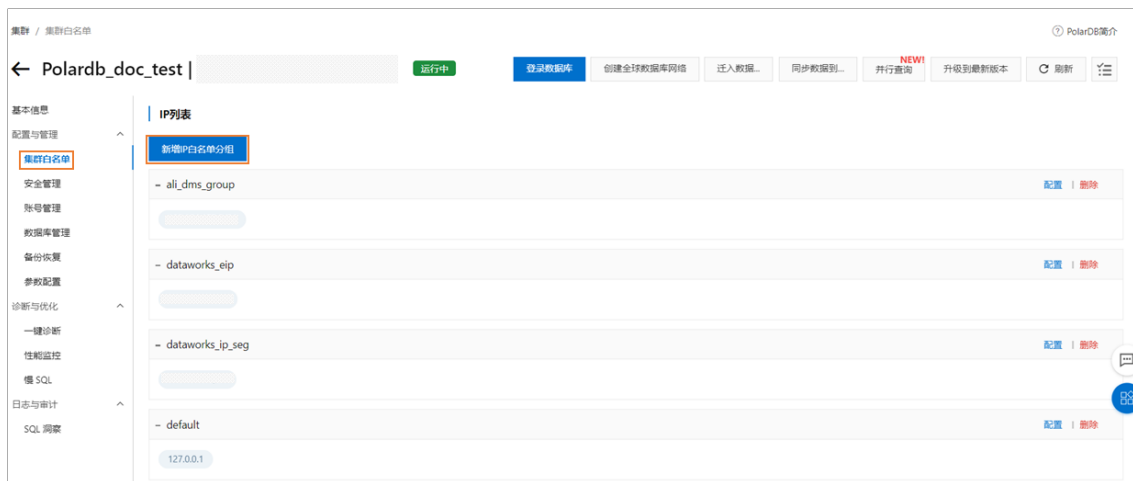 集群 / 集群白名单
PolarDB简介
Polardb_doc_test |
运行中
登录数据库
创建全球数据库网络
迁入数据...
同步数据到...
NEW!
并行查询
升级到最新版本
刷新
基本信息
配置与管理
集群白名单
安全管理
账号管理
数据库管理
备份恢复
参数配置
诊断与优化
一键诊断
性能监控
慢 SQL
日志与审计
SQL 洞察
IP列表
新增IP白名单分组
- ali_dms_group 配置 | 删除
- dataworks_eip 配置 | 删除
- dataworks_ip_seg 配置 | 删除
- default 配置 | 删除
127.0.0.1